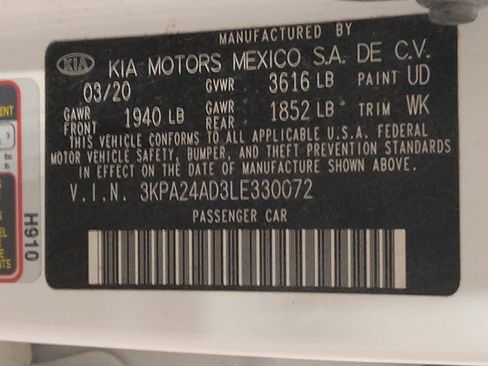 MANUFACTURED BY
KIA KIA MOTORS MEXICO S.A. DE C.V.
03/20 GVWR 3616 LB PAINT UD
GAWR FRONT 1940 LB GAWR REAR 1852 LB TRIM WK
THIS VEHICLE CONFORMS TO ALL APPLICABLE U.S.A. FEDERAL
MOTOR VEHICLE SAFETY, BUMPER, AND THEFT PREVENTION STANDARDS
IN EFFECT ON THE DATE OF MANUFACTURE SHOWN ABOVE.
V.I.N. 3KPA24AD3LE330072
PASSENGER CAR
H910